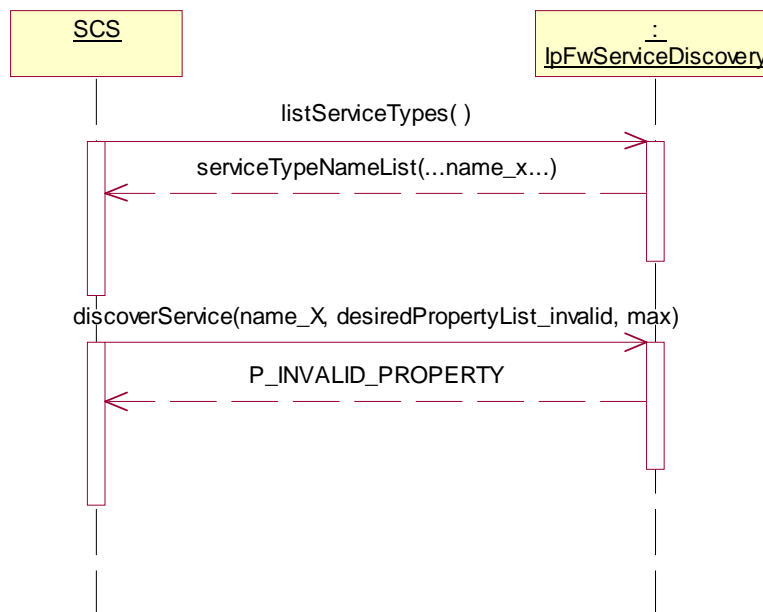 SCS
:
IpFwServiceDiscovery
listServiceTypes( )
serviceTypeNameList(...name_x...)
discoverService(name_X, desiredPropertyList_invalid, max)
P_INVALID_PROPERTY